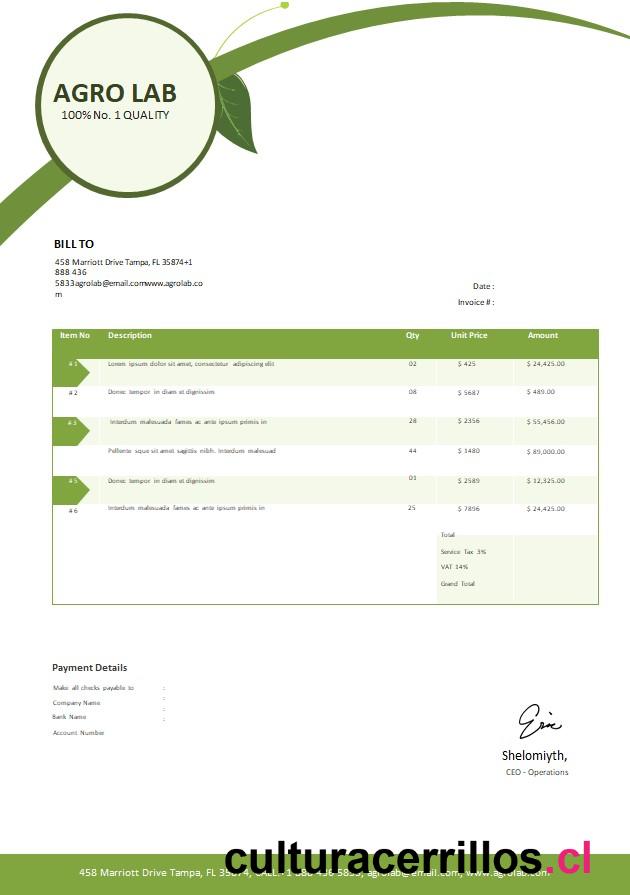 AGRO LAB
100% No. 1 QUALITY
BILL TO
458 Marriott Drive Tampa, FL 35874+1
888 436
5833agrolab@email.comwww.agrolab.co
m
Date :
Invoice # :
Item No Description Qty Unit Price Amount
# 1 Lorem ipsum dolor sit amet, consectetur adipiscing elit 02 $ 425 $ 24,425.00
# 2 Donec tempor in diam et dignissim 08 $ 5687 $ 489.00
# 3 Interdum malesuada fames ac ante ipsum primis in 28 $ 2356 $ 55,456.00
Pellente sque sit amet sagittis nibh. Interdum malesuad 44 $ 1480 $ 89,000.00
# 5 Donec tempor in diam et dignissim 01 $ 2589 $ 12,325.00
# 6 Interdum malesuada fames ac ante ipsum primis in 25 $ 7896 $ 24,425.00
Total
Service Tax 3%
VAT 14%
Grand Total
Payment Details
Make all checks payable to :
Company Name :
Bank Name :
Account Number :
Eric
Shelomiyth,
CEO - Operations
culturacerrillos.cl
458 Marriott Drive Tampa, FL 35874, CALL:+1 888 436 5833, agrolab@email.com, www.agrolab.com